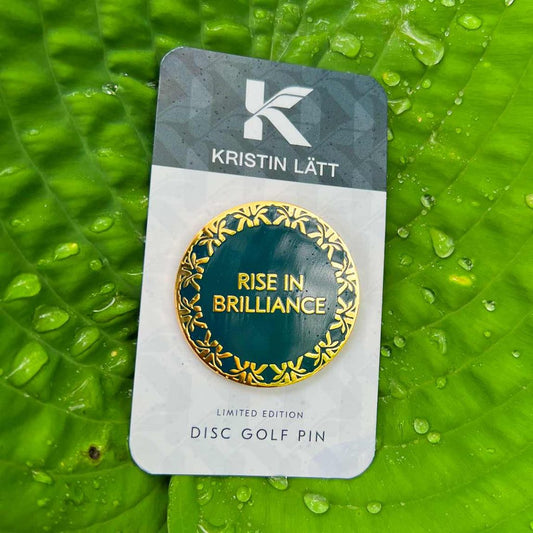 K
KRISTIN LÄTT
RISE IN
BRILLIANCE
LIMITED EDITION
DISC GOLF PIN